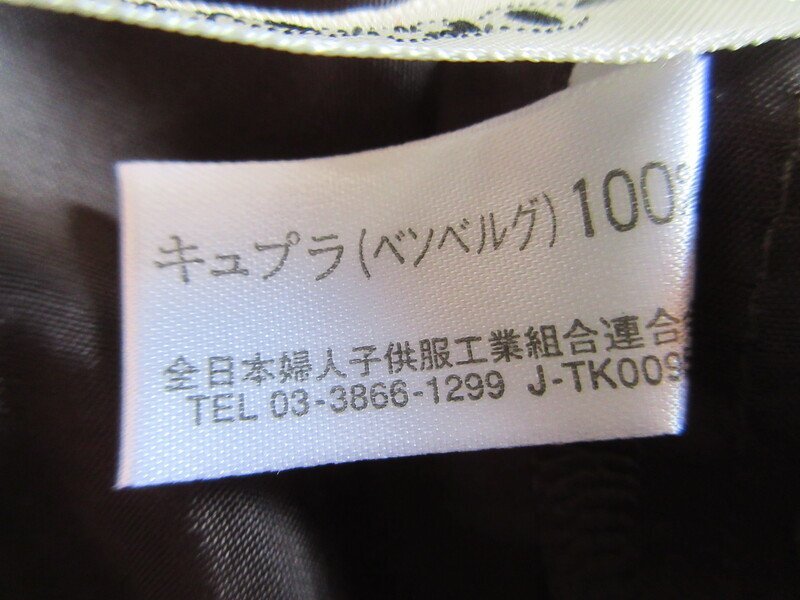 キュプラ(ベンベルグ)100%
全日本婦人子供服工業組合連合
TEL 03-3866-1299 J-TK009